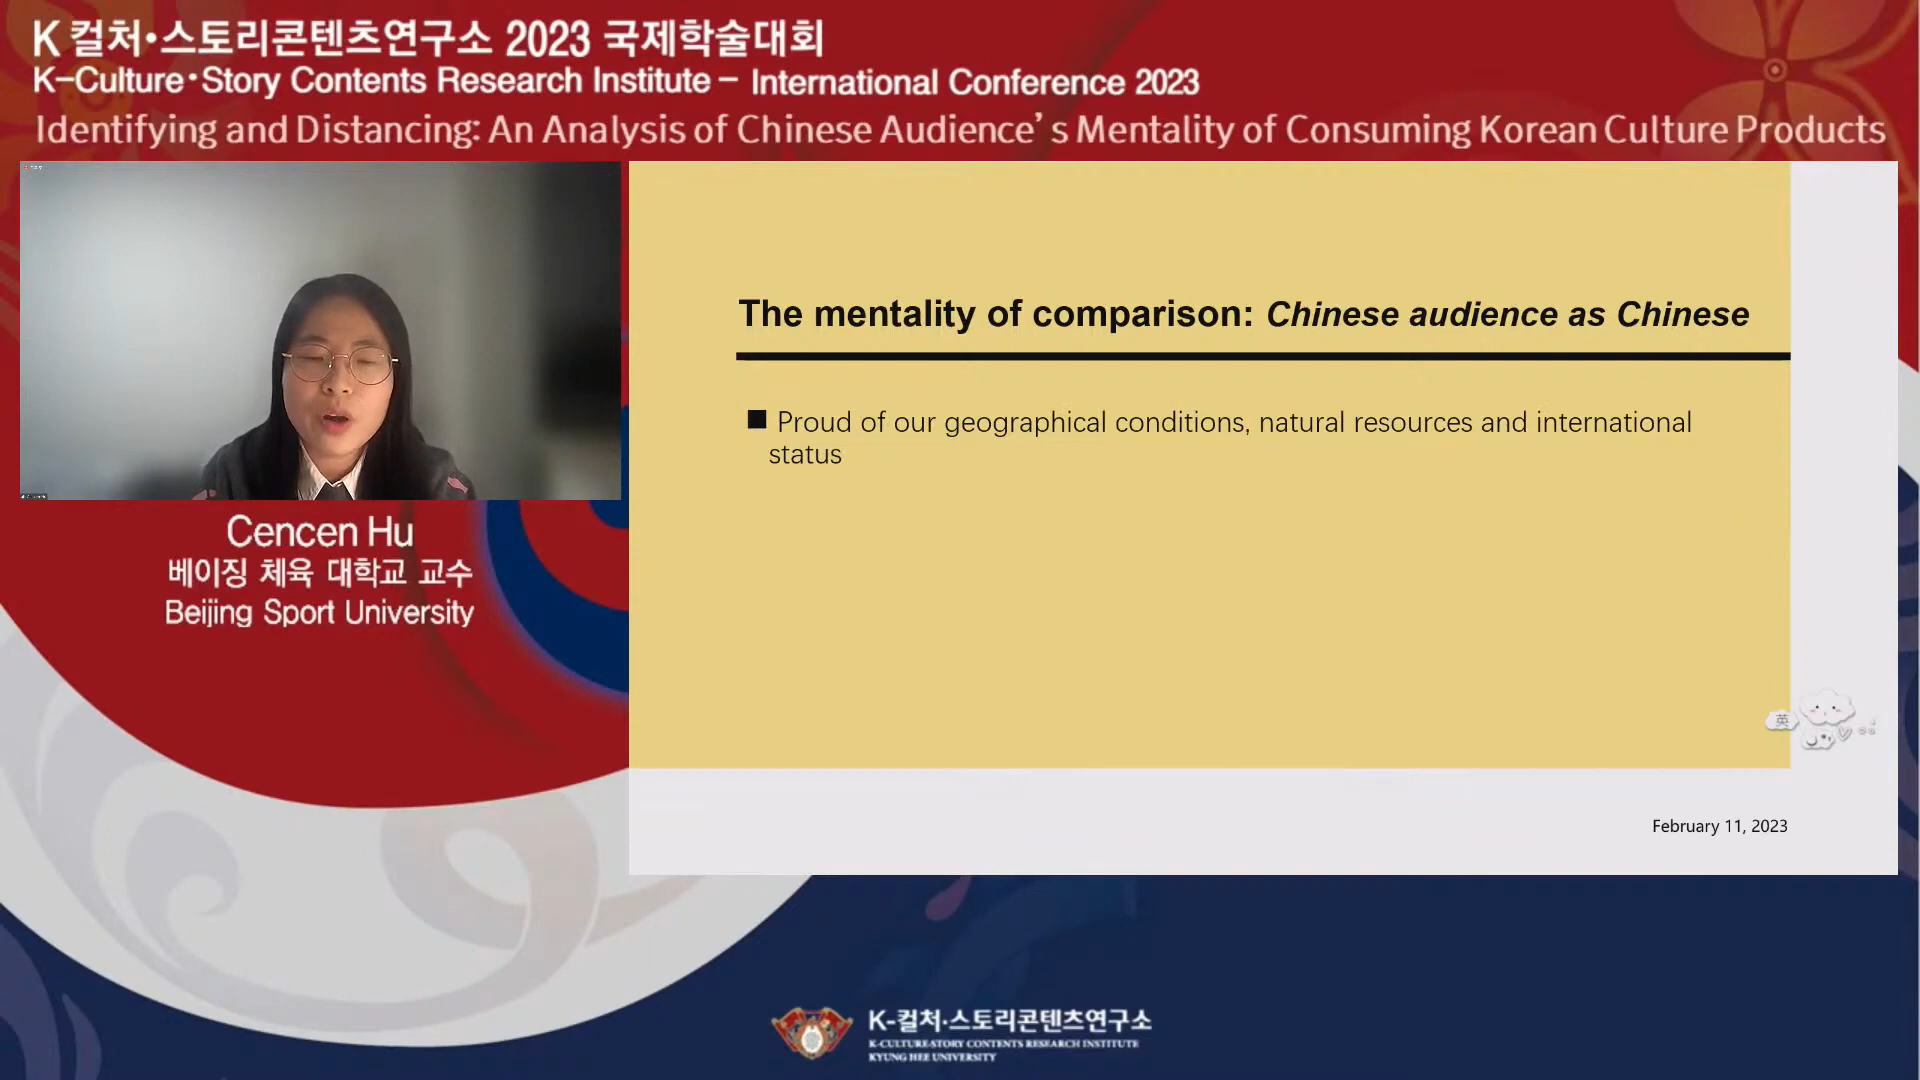 K 컬처·스토리콘텐츠연구소 2023 국제학술대회
K-Culture·Story Contents Research Institute - International Conference 2023
Identifying and Distancing: An Analysis of Chinese Audience's Mentality of Consuming Korean Culture Products
Cencen Hu
베이징 체육 대학교 교수
Beijing Sport University
The mentality of comparison: Chinese audience as Chinese
■ Proud of our geographical conditions, natural resources and international
status
英
February 11, 2023
K-컬처·스토리콘텐츠연구소
K-CULTURE·STORY CONTENTS RESEARCH INSTITUTE
KYUNG HEE UNIVERSITY